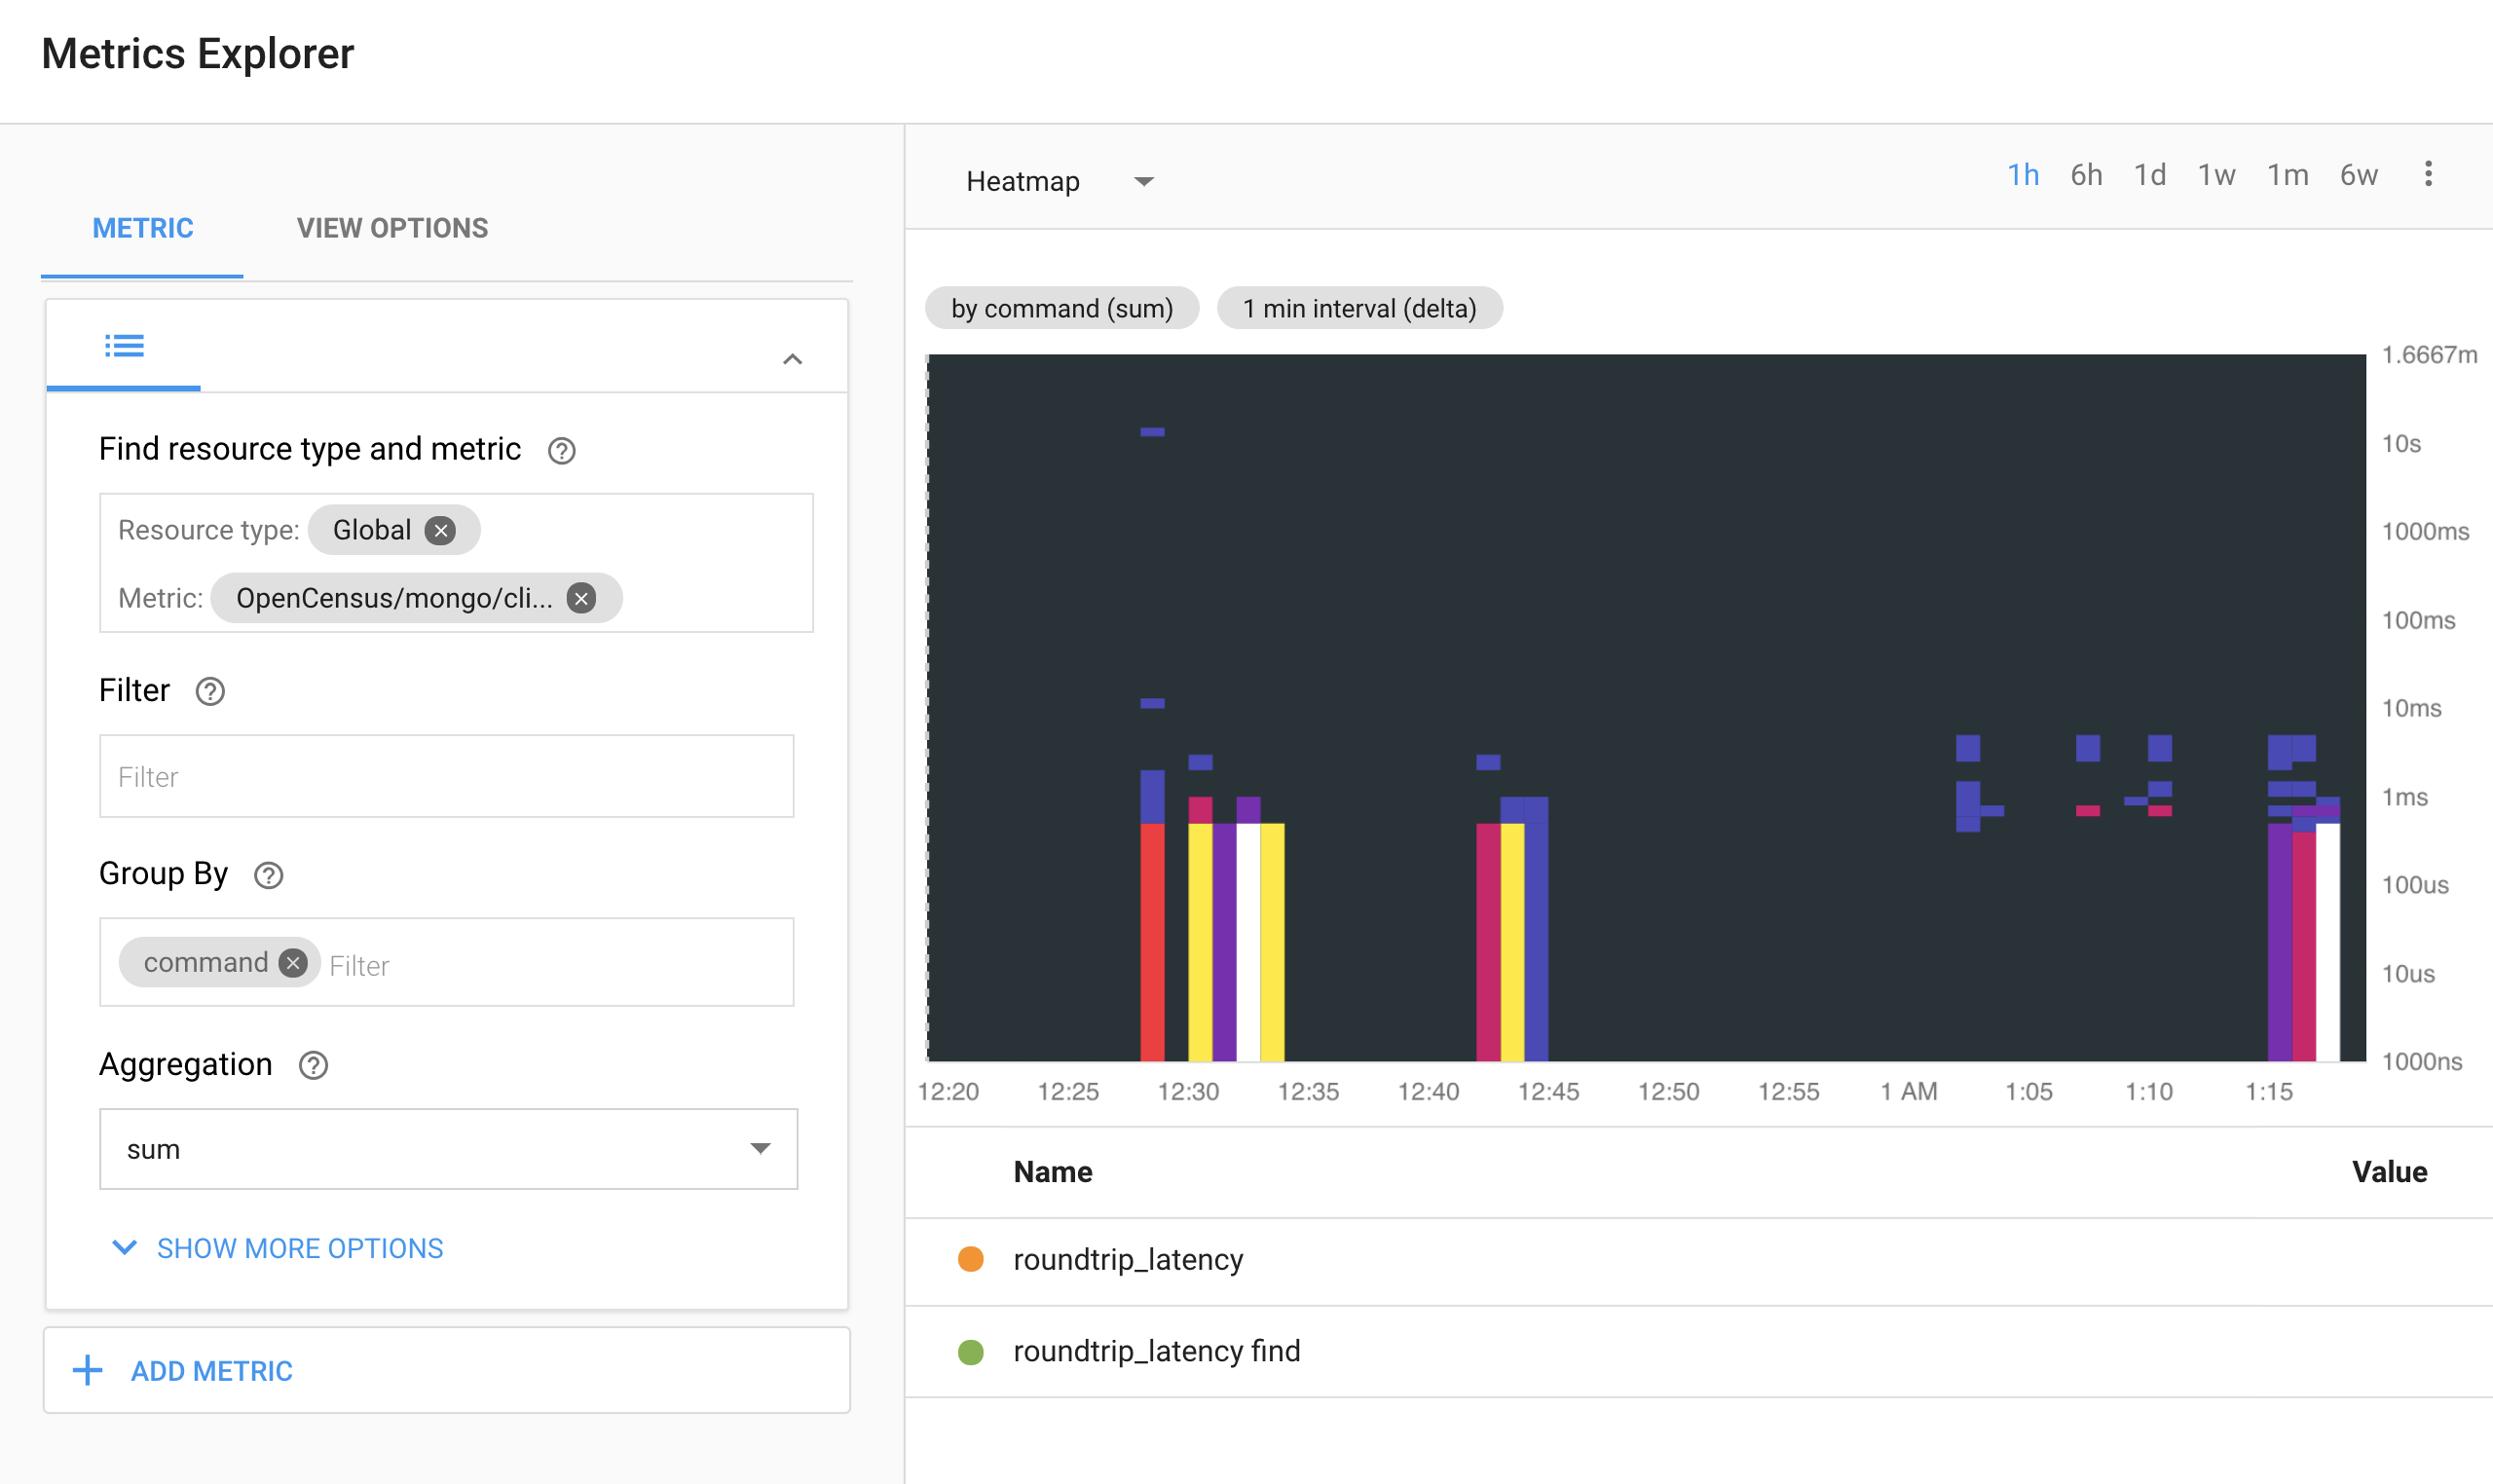 Metrics Explorer
METRIC VIEW OPTIONS
Find resource type and metric
Resource type: Global
Metric: OpenCensus/mongo/cli...
Filter
Filter
Group By
command Filter
Aggregation
sum
SHOW MORE OPTIONS
ADD METRIC
Heatmap 1h 6h 1d 1w 1m 6w
by command (sum) 1 min interval (delta)
1.6667m
10s
1000ms
100ms
10ms
1ms
100us
10us
1000ns
12:20 12:25 12:30 12:35 12:40 12:45 12:50 12:55 1 AM 1:05 1:10 1:15
Name Value
roundtrip_latency
roundtrip_latency find